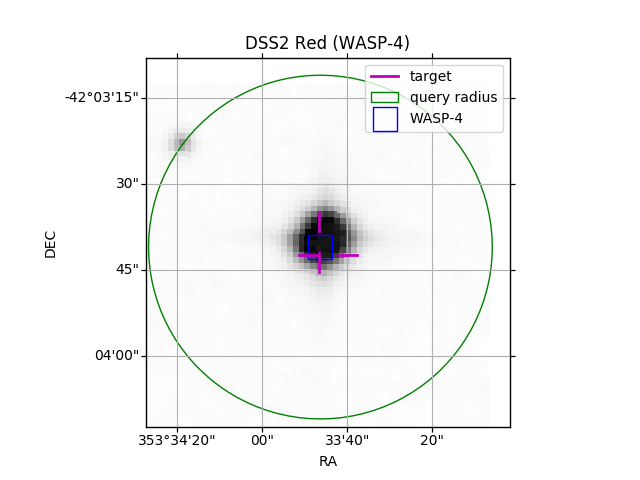 DSS2 Red (WASP-4)
target
query radius
WASP-4
-42°03'15"
30"
45"
04'00"
DEC
353°34'20"
00"
33'40"
20"
RA